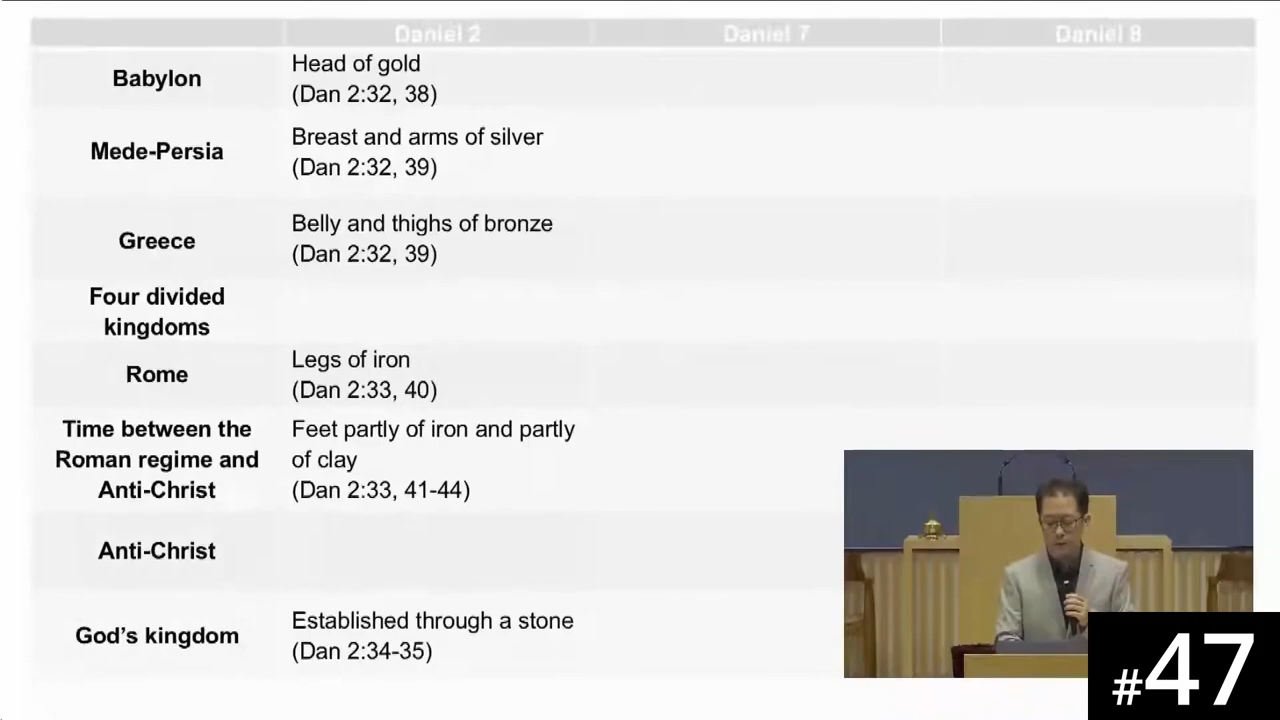 Daniel 2 Daniel 7 Daniel 8
Babylon
Head of gold
(Dan 2:32, 38)
Mede-Persia
Breast and arms of silver
(Dan 2:32, 39)
Greece
Belly and thighs of bronze
(Dan 2:32, 39)
Four divided
kingdoms
Rome
Legs of iron
(Dan 2:33, 40)
Time between the
Roman regime and
Anti-Christ
Feet partly of iron and partly
of clay
(Dan 2:33, 41-44)
Anti-Christ
God’s kingdom
Established through a stone
(Dan 2:34-35)
#47